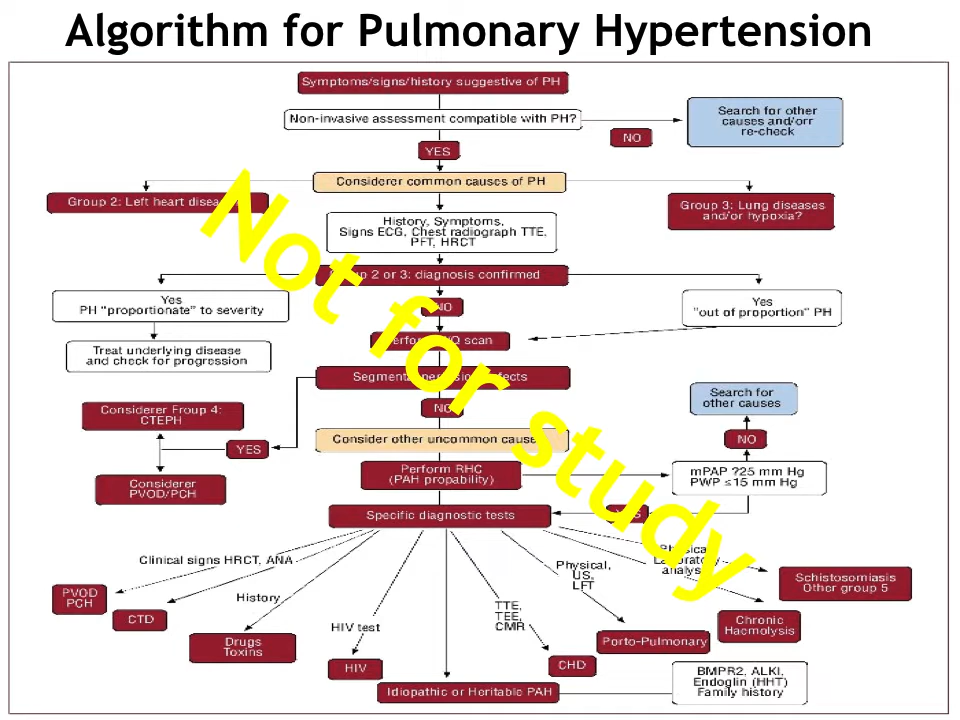 Algorithm for Pulmonary Hypertension
Symptoms/signs/history suggestive of PH
Non-invasive assessment compatible with PH?
NO
Search for other
causes and/orr
re-check
YES
Considerer common causes of PH
Group 2: Left heart
Group 3: Lung diseases
and/or hypoxia?
History, Symptoms,
Signs ECG, Chest radiograph TTE.
PFT, HRCT
2 or 3: diagnosis confirmed
Yes
PH "proportionate" to severity
NO
Yes
"out of proportion" PH
Treat underlying disease
and check for progression
scan
NO
Search for
other causes
Considerer Froup 4:
CTEPH
YES
Consider other uncommon
NO
Considerer
PVOD/PCH
Perform RHC
(PAH propability)
mPAP ?25 mm Hg
PWP ≤15 mm Hg
Specific diagnostic tests
Clinical signs HRCT, ANA
History
HIV test
TTE,
TEE,
CMR
Physical,
US,
LFT
Laboratory
PVOD
PCH
CTD
Drugs
Toxins
HIV
Idiopathic or Heritable PAH
CHD
Porto-Pulmonary
Chronic
Haemolysis
Schistosomiasis
Other group 5
BMPR2, ALKI,
Endoglin (HHT)
Family history
Not for study